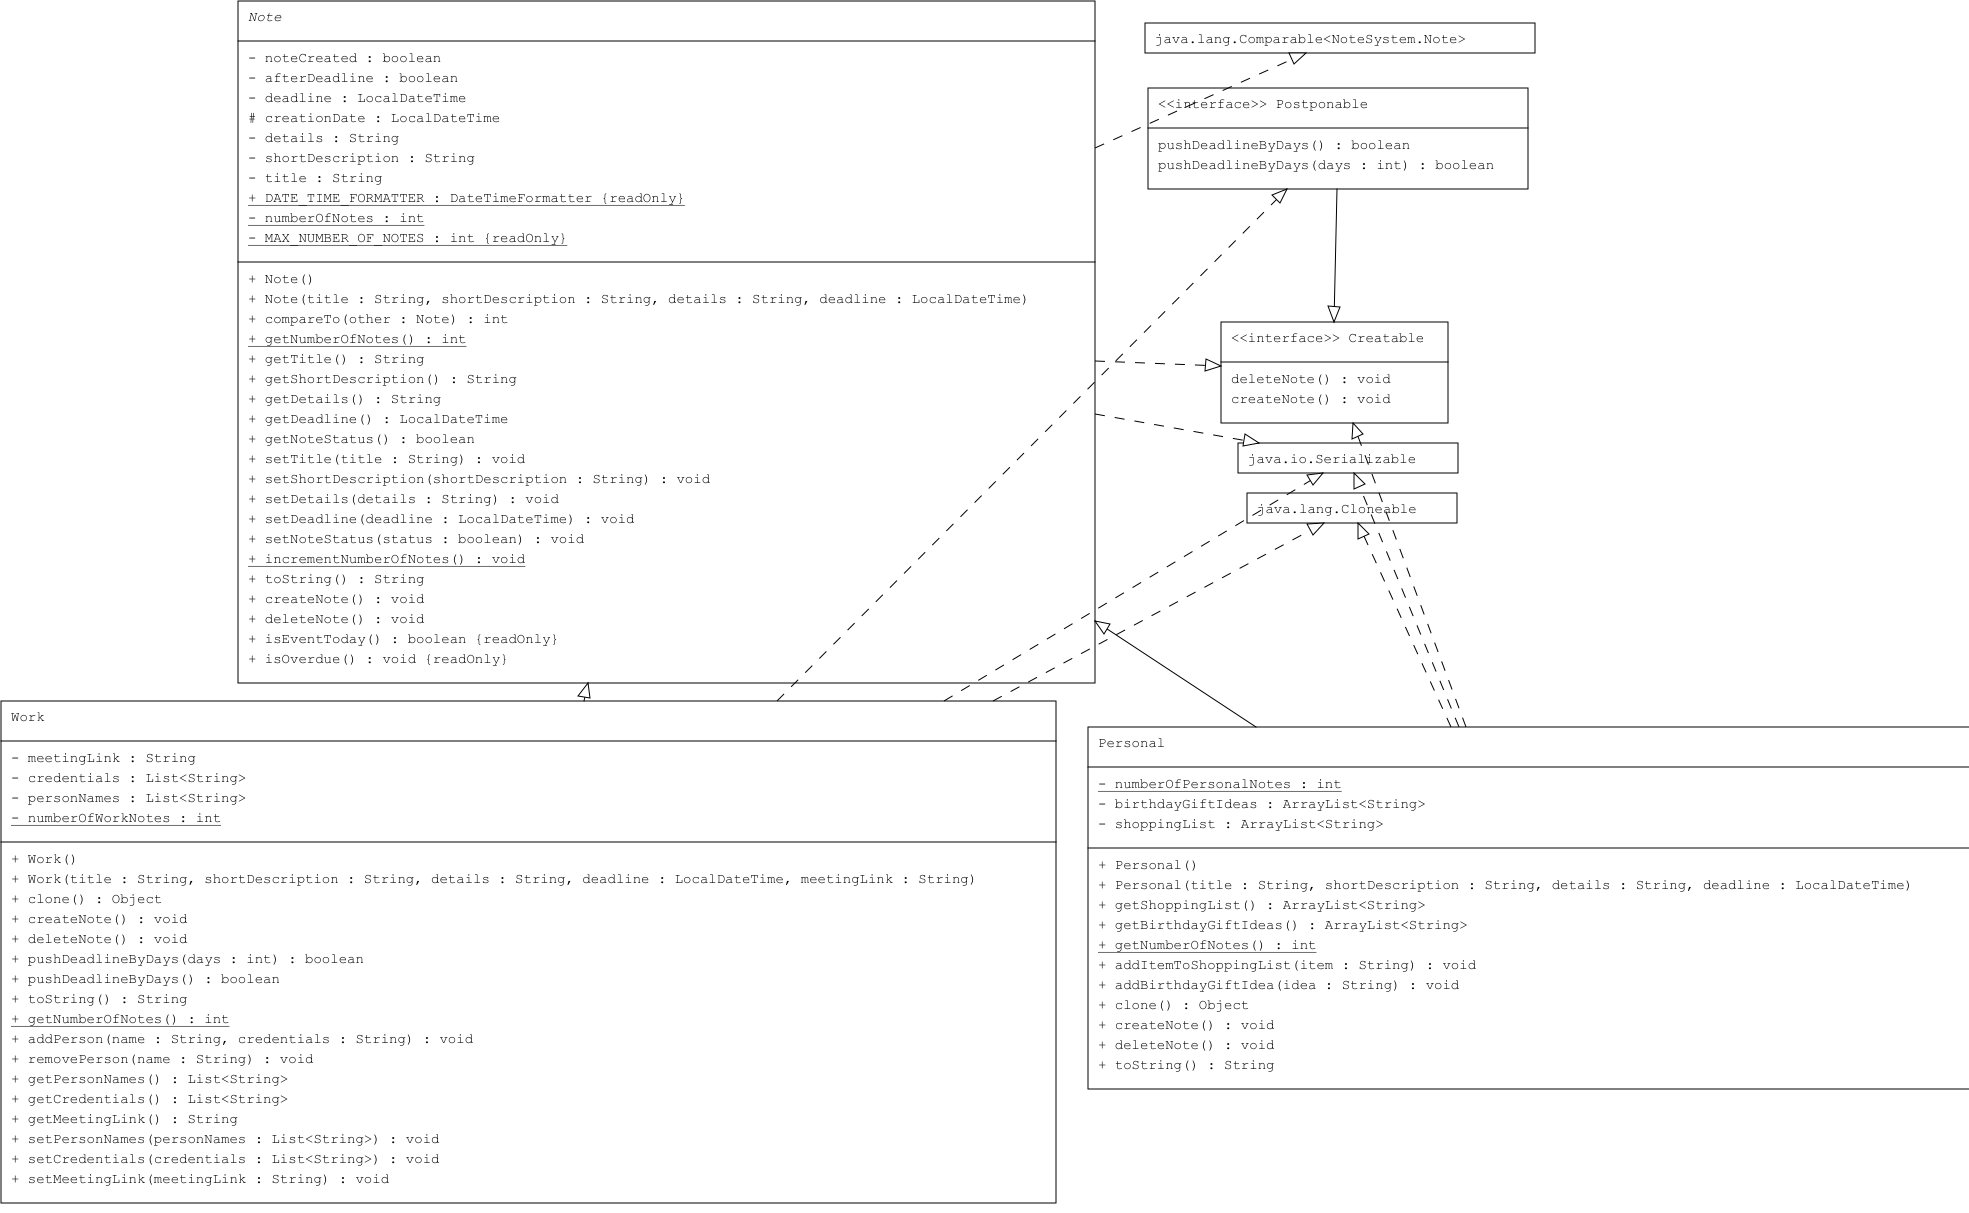 Note
- noteCreated : boolean
- afterDeadline : boolean
- deadline : LocalDateTime
# creationDate : LocalDateTime
- details : String
- shortDescription : String
- title : String
+ DATE_TIME_FORMATTER : DateTimeFormatter {readOnly}
- numberOfNotes : int
- MAX_NUMBER_OF_NOTES : int {readOnly}
+ Note()
+ Note(title : String, shortDescription : String, details : String, deadline : LocalDateTime)
+ compareTo(other : Note) : int
+ getNumberOfNotes() : int
+ getTitle() : String
+ getShortDescription() : String
+ getDetails() : String
+ getDeadline() : LocalDateTime
+ getNoteStatus() : boolean
+ setTitle(title : String) : void
+ setShortDescription(shortDescription : String) : void
+ setDetails(details : String) : void
+ setDeadline(deadline : LocalDateTime) : void
+ setNoteStatus(status : boolean) : void
+ incrementNumberOfNotes() : void
+ toString() : String
+ createNote() : void
+ deleteNote() : void
+ isEventToday() : boolean {readOnly}
+ isOverdue() : void {readOnly}
java.lang.Comparable<NoteSystem.Note>
<<interface>> Postponable
pushDeadlineByDays() : boolean
pushDeadlineByDays(days : int) : boolean
<<interface>> Creatable
deleteNote() : void
createNote() : void
java.io.Serializable
java.lang.Cloneable
Work
- meetingLink : String
- credentials : List<String>
- personNames : List<String>
- numberOfWorkNotes : int
+ Work()
+ Work(title : String, shortDescription : String, details : String, deadline : LocalDateTime, meetingLink : String)
+ clone() : Object
+ createNote() : void
+ deleteNote() : void
+ pushDeadlineByDays(days : int) : boolean
+ pushDeadlineByDays() : boolean
+ toString() : String
+ getNumberOfNotes() : int
+ addPerson(name : String, credentials : String) : void
+ removePerson(name : String) : void
+ getPersonNames() : List<String>
+ getCredentials() : List<String>
+ getMeetingLink() : String
+ setPersonNames(personNames : List<String>) : void
+ setCredentials(credentials : List<String>) : void
+ setMeetingLink(meetingLink : String) : void
Personal
- numberOfPersonalNotes : int
- birthdayGiftIdeas : ArrayList<String>
- shoppingList : ArrayList<String>
+ Personal()
+ Personal(title : String, shortDescription : String, details : String, deadline : LocalDateTime)
+ getShoppingList() : ArrayList<String>
+ getBirthdayGiftIdeas() : ArrayList<String>
+ getNumberOfNotes() : int
+ addItemToShoppingList(item : String) : void
+ addBirthdayGiftIdea(idea : String) : void
+ clone() : Object
+ createNote() : void
+ deleteNote() : void
+ toString() : String